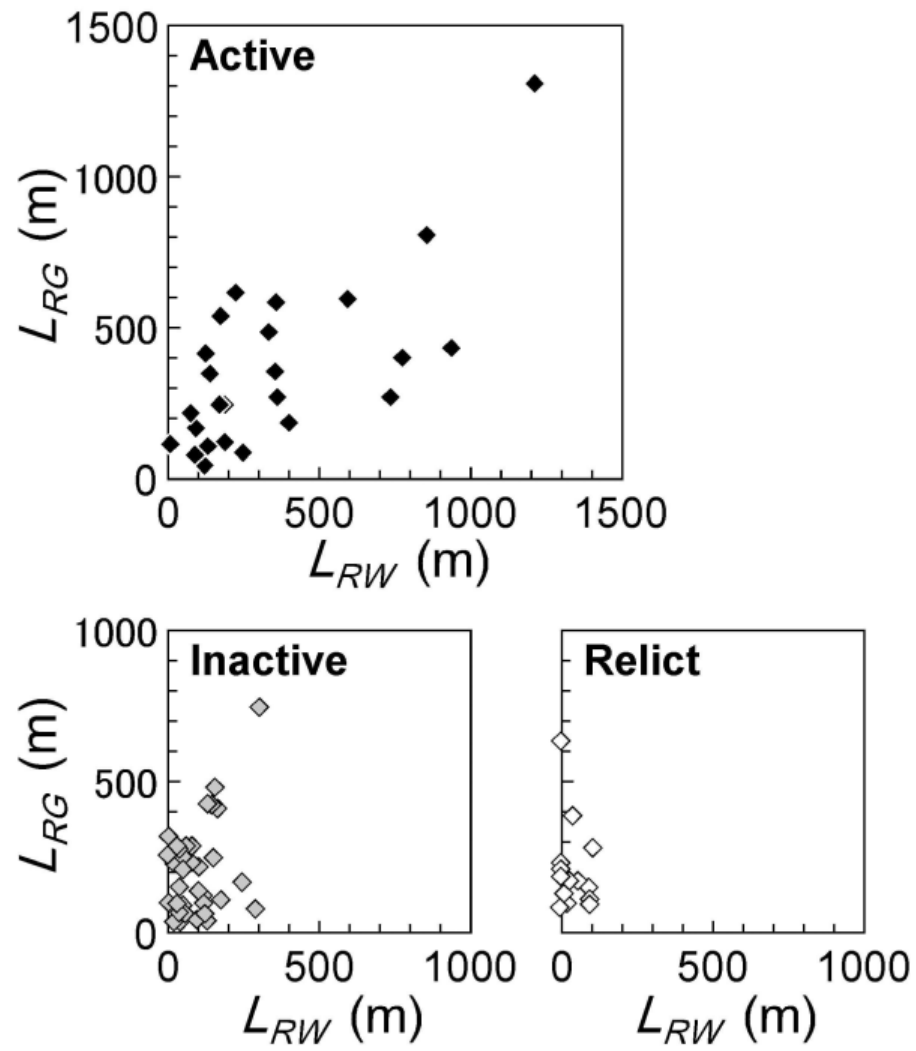 1500
Active
1000
L_RG (m)
500
0
0 500 1000 1500
L_RW (m)
1000 Inactive Relict
L_RG (m)
500
0
0 500 1000 0 500 1000
L_RW (m) L_RW (m)